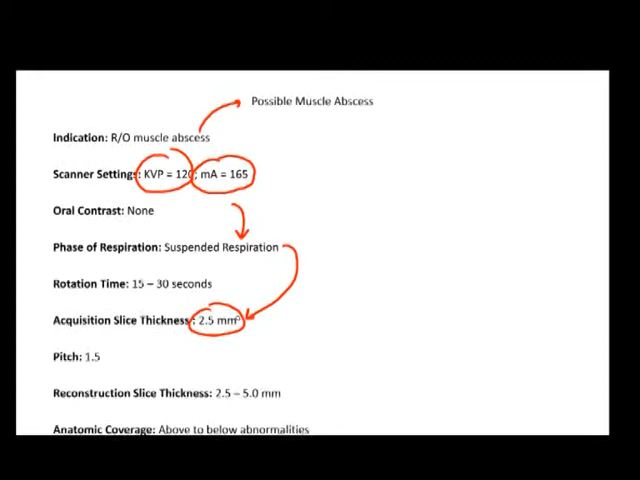 Possible Muscle Abscess
Indication: R/O muscle abscess
Scanner Settings: KVP = 120; mA = 165
Oral Contrast: None
Phase of Respiration: Suspended Respiration
Rotation Time: 15 – 30 seconds
Acquisition Slice Thickness: 2.5 mm
Pitch: 1.5
Reconstruction Slice Thickness: 2.5 – 5.0 mm
Anatomic Coverage: Above to below abnormalities